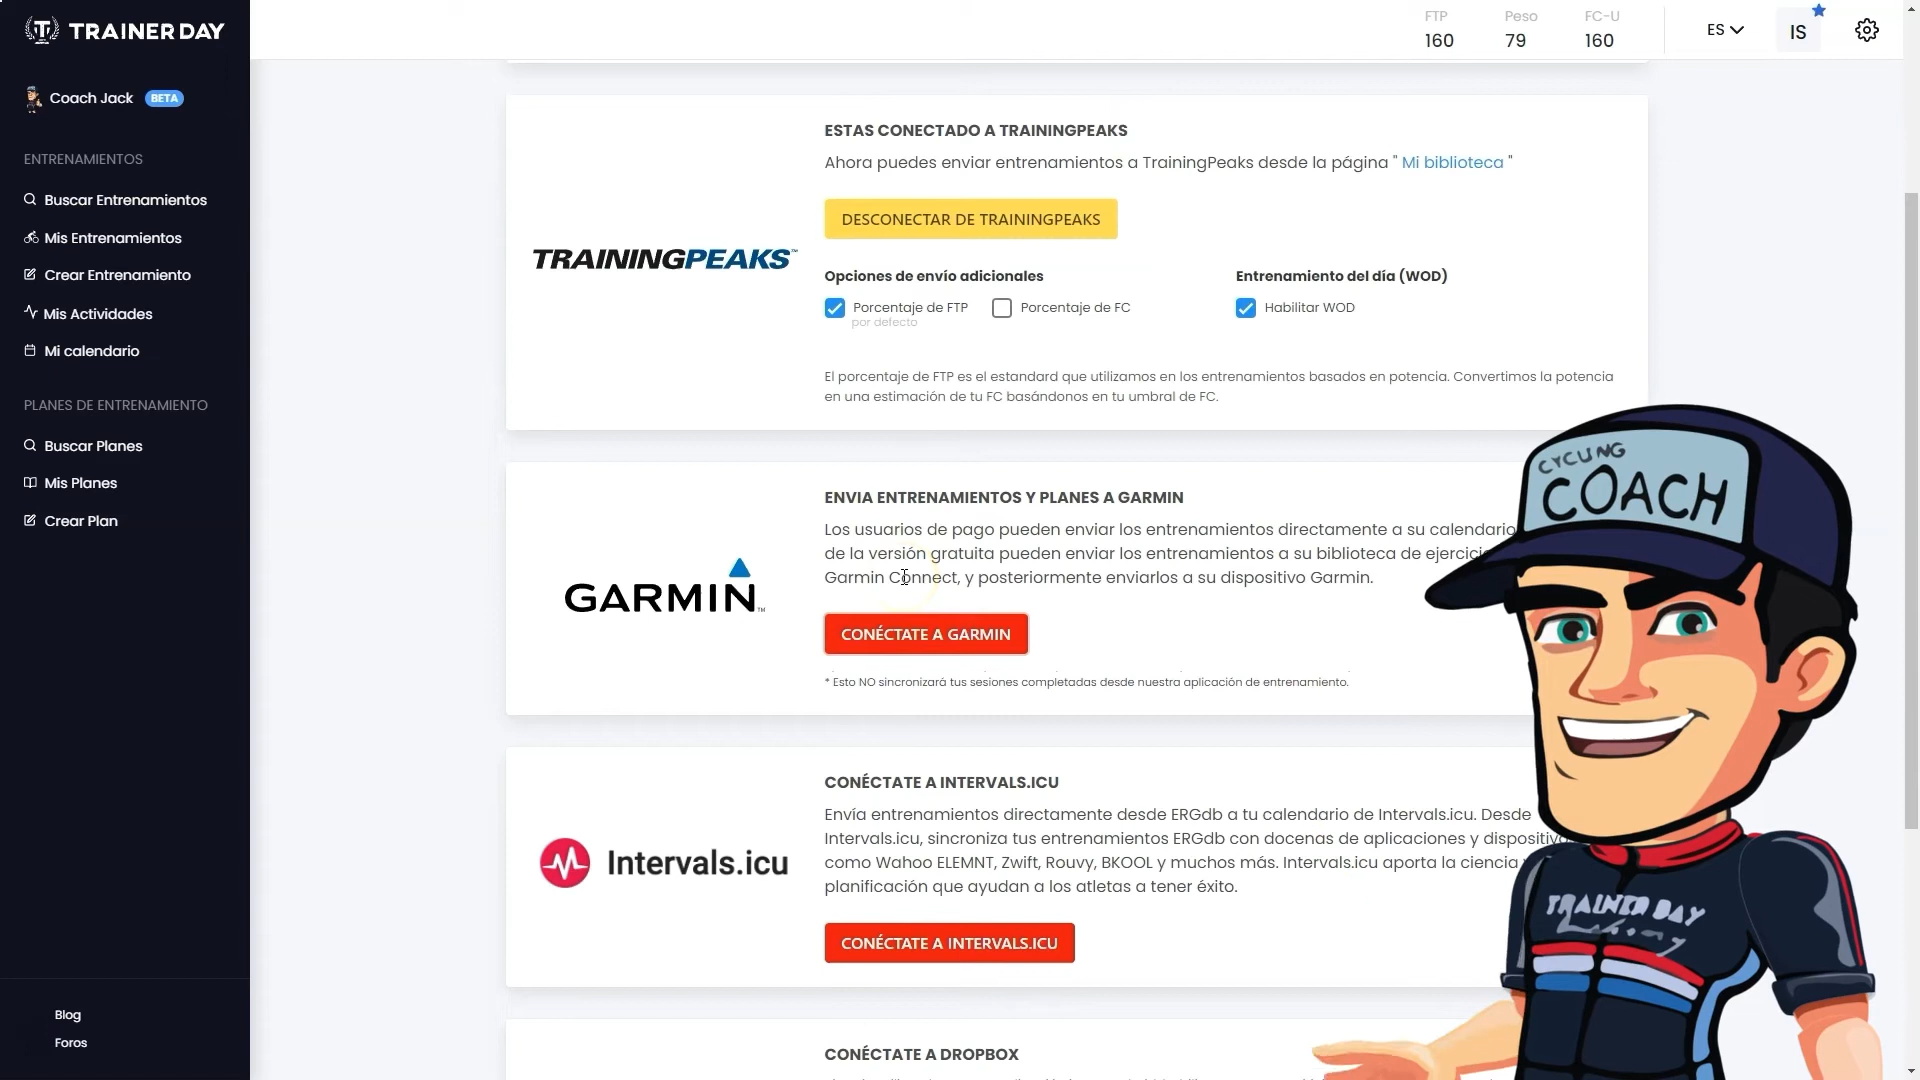 TRAINER DAY
FTP
160
Peso
79
FC-U
160
ES
IS
Coach Jack BETA
ENTRENAMIENTOS
Buscar Entrenamientos
Mis Entrenamientos
Crear Entrenamiento
Mis Actividades
Mi calendario
PLANES DE ENTRENAMIENTO
Buscar Planes
Mis Planes
Crear Plan
Blog
Foros
TRAININGPEAKS™
ESTAS CONECTADO A TRAININGPEAKS
Ahora puedes enviar entrenamientos a TrainingPeaks desde la página " Mi biblioteca "
DESCONECTAR DE TRAININGPEAKS
Opciones de envío adicionales
Porcentaje de FTP
por defecto
Porcentaje de FC
Entrenamiento del día (WOD)
Habilitar WOD
El porcentaje de FTP es el estandard que utilizamos en los entrenamientos basados en potencia. Convertimos la potencia
en una estimación de tu FC basándonos en tu umbral de FC.
GARMIN™
ENVIA ENTRENAMIENTOS Y PLANES A GARMIN
Los usuarios de pago pueden enviar los entrenamientos directamente a su calendario
de la versión gratuita pueden enviar los entrenamientos a su biblioteca de
Garmin Connect, y posteriormente enviarlos a su dispositivo Garmin.
CONÉCTATE A GARMIN
* Esto NO sincronizará tus sesiones completadas desde nuestra aplicación de entrenamiento.
Intervals.icu
CONÉCTATE A INTERVALS.ICU
Envía entrenamientos directamente desde ERGdb a tu calendario de Intervals.icu. Desde
Intervals.icu, sincroniza tus entrenamientos ERGdb con docenas de aplicaciones y
como Wahoo ELEMNT, Zwift, Rouvy, BKOOL y muchos más. Intervals.icu aporta la ciencia
planificación que ayudan a los atletas a tener éxito.
CONÉCTATE A INTERVALS.ICU
CONÉCTATE A DROPBOX
CYCLING
COACH
TRAINER DAY